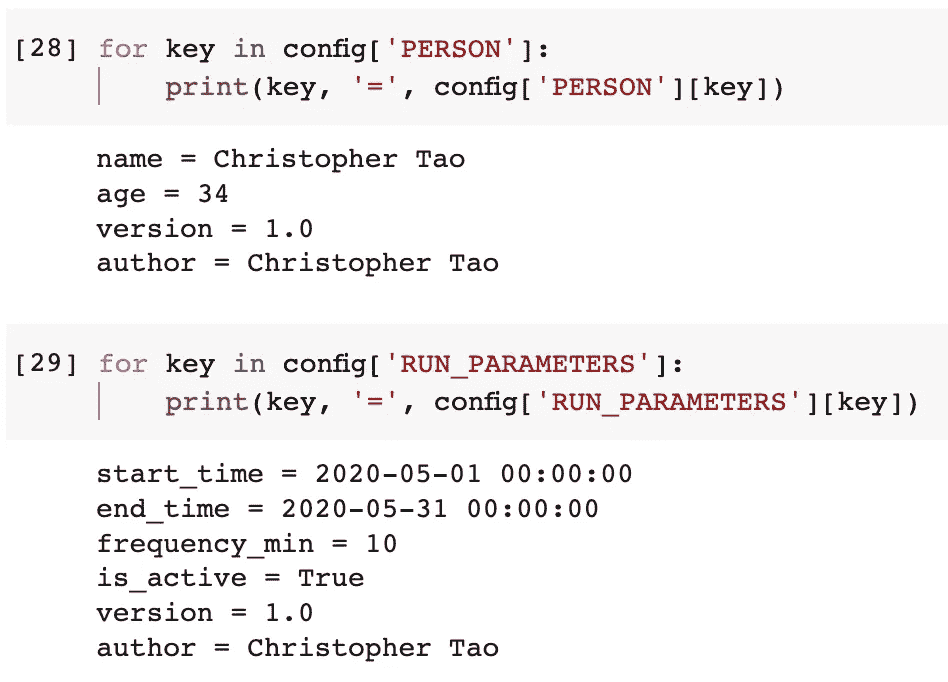 [28] for key in config['PERSON']:
print(key, '=', config['PERSON'][key])
name = Christopher Tao
age = 34
version = 1.0
author = Christopher Tao
[29] for key in config['RUN_PARAMETERS']:
print(key, '=', config['RUN_PARAMETERS'][key])
start_time = 2020-05-01 00:00:00
end_time = 2020-05-31 00:00:00
frequency_min = 10
is_active = True
version = 1.0
author = Christopher Tao